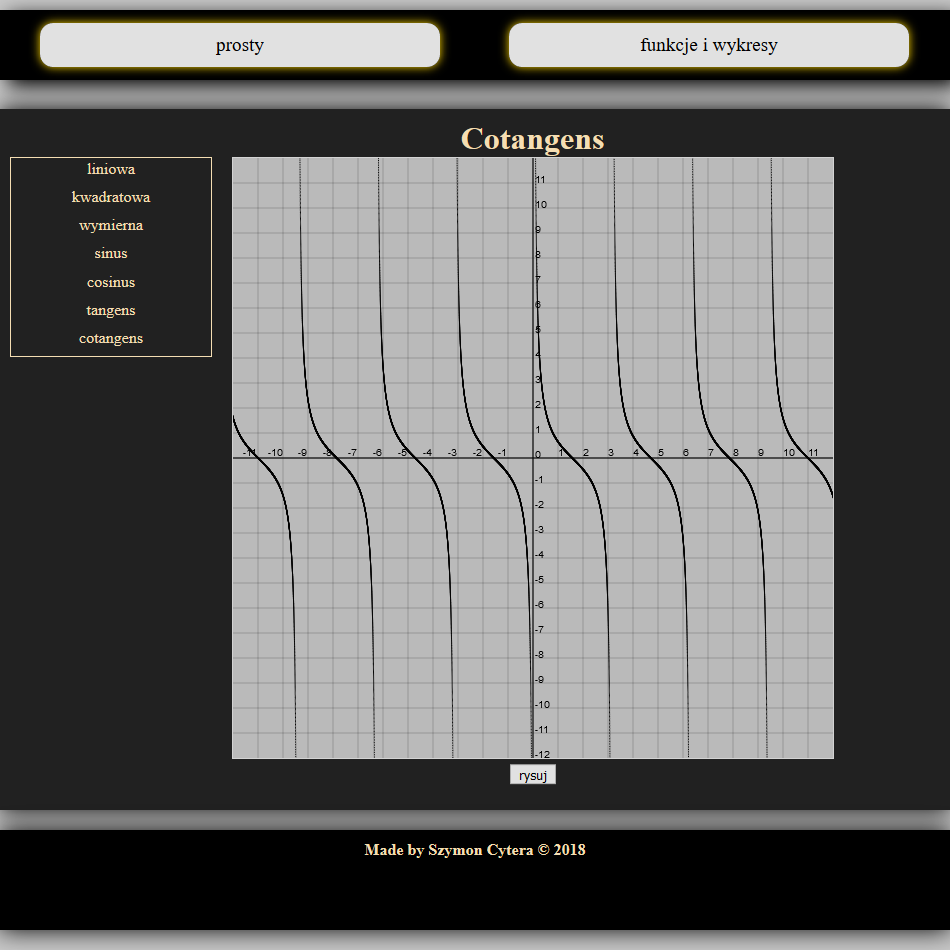 prosty
funkcje i wykresy
Cotangens
liniowa
kwadratowa
wymierna
sinus
cosinus
tangens
cotangens
11
10
9
8
7
6
5
4
3
2
1
-11 -10 -9 -8 -7 -6 -5 -4 -3 -2 -1 0 1 2 3 4 5 6 7 8 9 10 11
-1
-2
-3
-4
-5
-6
-7
-8
-9
-10
-11
-12
rysuj
Made by Szymon Cytera © 2018